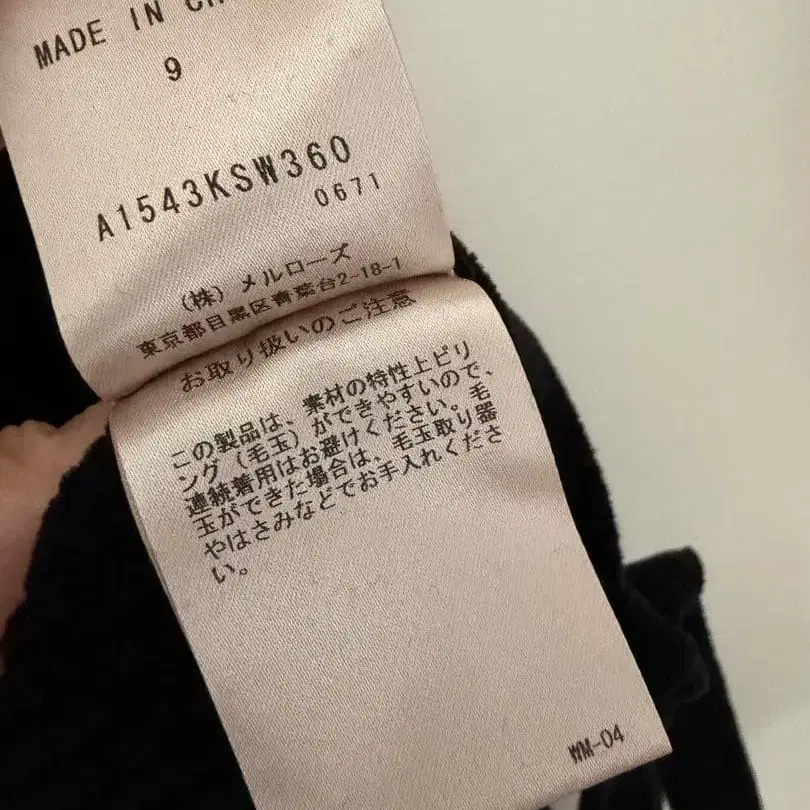 MADE IN CH
9
A1543KSW360
0671
(株) メルローズ
東京都目黒区青葉台2-18-1
お取り扱いのご注意
この製品は、素材の特性上ピリ
ング(毛玉)ができやすいので、
連続着用はお避けください。毛
玉ができた場合は、毛玉取り器
やはさみなどでお手入れくださ
い。
WM-04